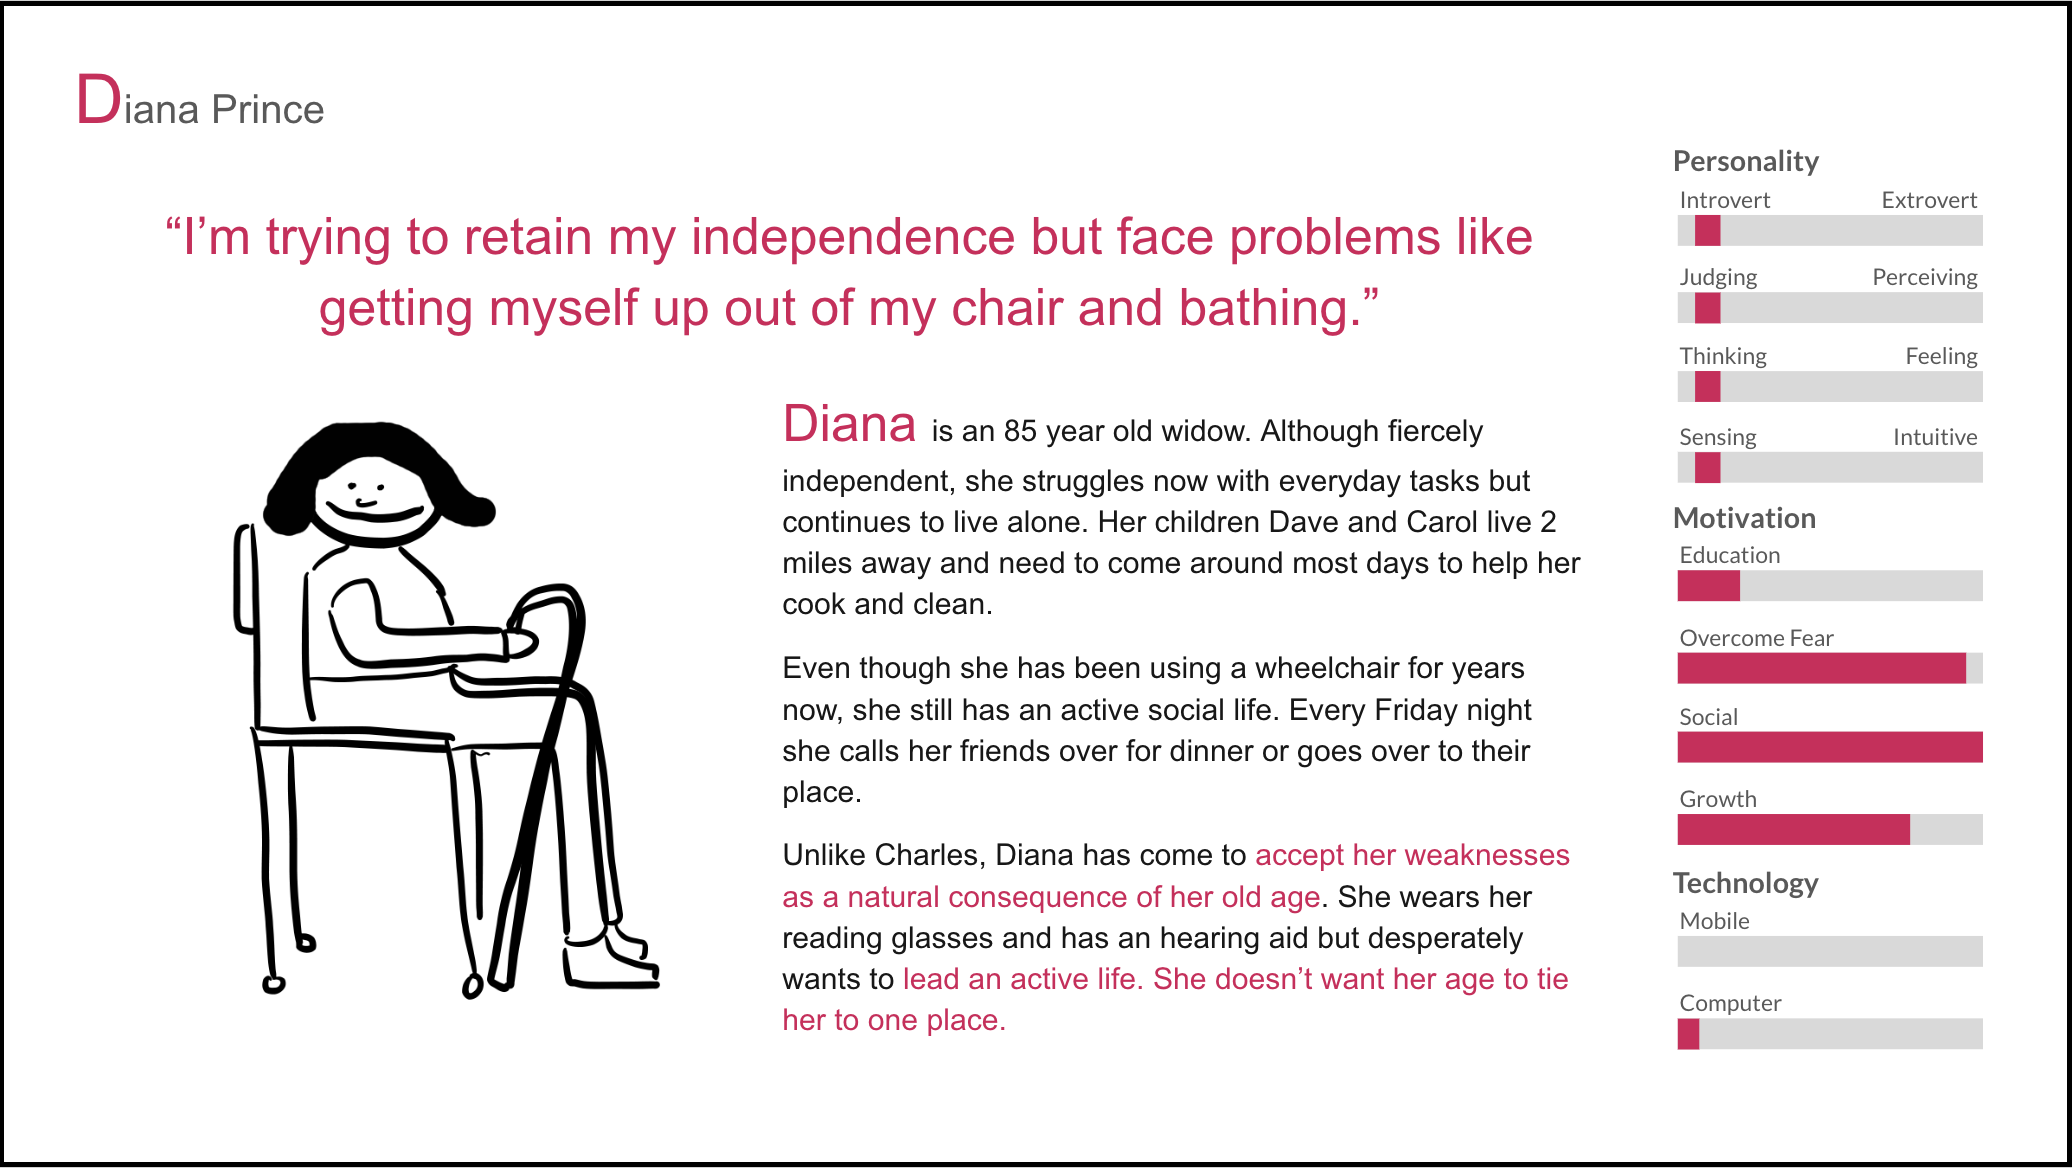 Diana Prince
“I’m trying to retain my independence but face problems like
getting myself up out of my chair and bathing.”
Diana is an 85 year old widow. Although fiercely
independent, she struggles now with everyday tasks but
continues to live alone. Her children Dave and Carol live 2
miles away and need to come around most days to help her
cook and clean.
Even though she has been using a wheelchair for years
now, she still has an active social life. Every Friday night
she calls her friends over for dinner or goes over to their
place.
Unlike Charles, Diana has come to accept her weaknesses
as a natural consequence of her old age. She wears her
reading glasses and has an hearing aid but desperately
wants to lead an active life. She doesn’t want her age to tie
her to one place.
Personality
Introvert Extrovert
Judging Perceiving
Thinking Feeling
Sensing Intuitive
Motivation
Education
Overcome Fear
Social
Growth
Technology
Mobile
Computer